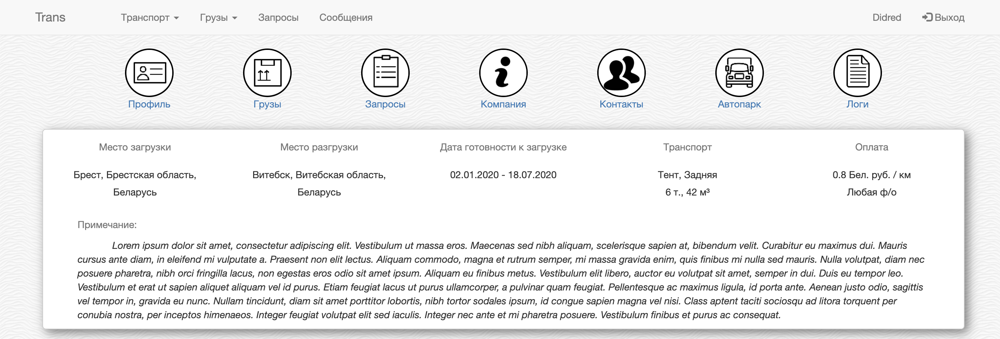 Trans Транспорт Грузы Запросы Сообщения Didred Выход
Профиль Грузы Запросы Компания Контакты Автопарк Логи
Место загрузки Место разгрузки Дата готовности к загрузке Транспорт Оплата
Брест, Брестская область, Витебск, Витебская область, 02.01.2020 - 18.07.2020 Тент, Задняя 0.8 Бел. руб. / км
Беларусь Беларусь 6 т., 42 м³ Любая ф/о
Примечание:
Lorem ipsum dolor sit amet, consectetur adipiscing elit. Vestibulum ut massa eros. Maecenas sed nibh aliquam, scelerisque sapien at, bibendum velit. Curabitur eu maximus dui. Mauris
cursus ante diam, in eleifend mi vulputate a. Praesent non elit lectus. Aliquam commodo, magna et rutrum semper, mi massa gravida enim, quis finibus mi nulla sed mauris. Nulla volutpat, diam nec
posuere pharetra, nibh orci fringilla lacus, non egestas eros odio sit amet ipsum. Aliquam eu finibus metus. Vestibulum elit libero, auctor eu volutpat sit amet, semper in dui. Duis eu tempor leo.
Vestibulum et erat ut sapien aliquet aliquam vel id purus. Etiam feugiat lacus ut purus ullamcorper, a pulvinar quam feugiat. Pellentesque ac maximus ligula, id porta ante. Aenean justo odio, sagittis
vel tempor in, gravida eu nunc. Nullam tincidunt, diam sit amet porttitor lobortis, nibh tortor sodales ipsum, id congue sapien magna vel nisi. Class aptent taciti sociosqu ad litora torquent per
conubia nostra, per inceptos himenaeos. Integer feugiat volutpat elit sed iaculis. Integer nec ante et mi pharetra posuere. Vestibulum finibus et purus ac consequat.